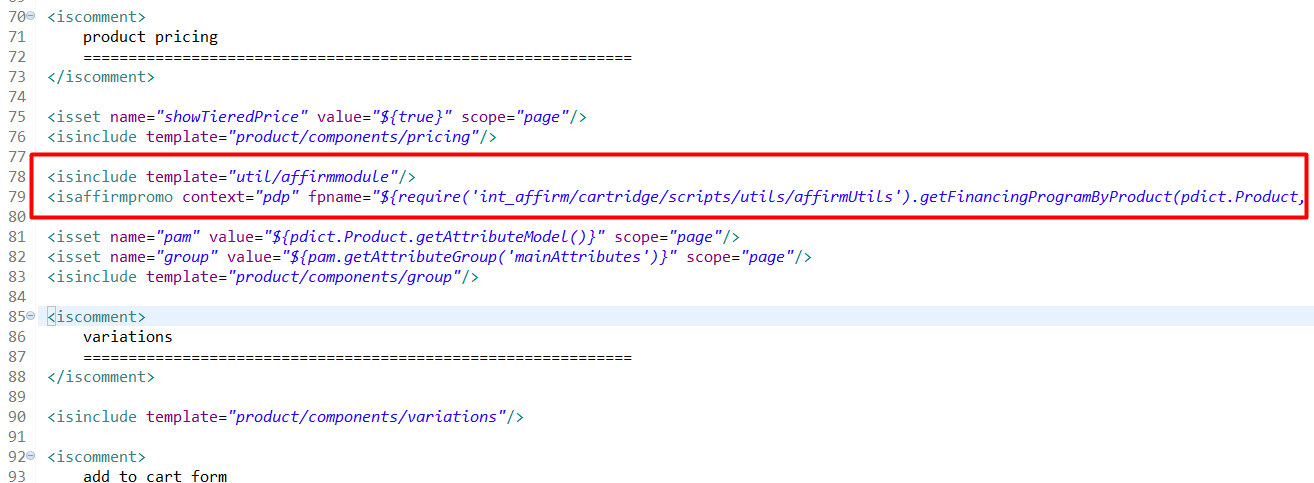 70 <iscomment>
71     product pricing
72     =============================================================
73 </iscomment>
74
75 <isset name="showTieredPrice" value="${true}" scope="page"/>
76 <isinclude template="product/components/pricing"/>
77
78 <isinclude template="util/affirmmodule"/>
79 <isaffirmpromo context="pdp" fpname="${require('int_affirm/cartridge/scripts/utils/affirmUtils').getFinancingProgramByProduct(pdict.Product,
80
81 <isset name="pam" value="${pdict.Product.getAttributeModel()}" scope="page"/>
82 <isset name="group" value="${pam.getAttributeGroup('mainAttributes')}" scope="page"/>
83 <isinclude template="product/components/group"/>
84
85 <iscomment>
86     variations
87     =============================================================
88 </iscomment>
89
90 <isinclude template="product/components/variations"/>
91
92 <iscomment>
93     add to cart form